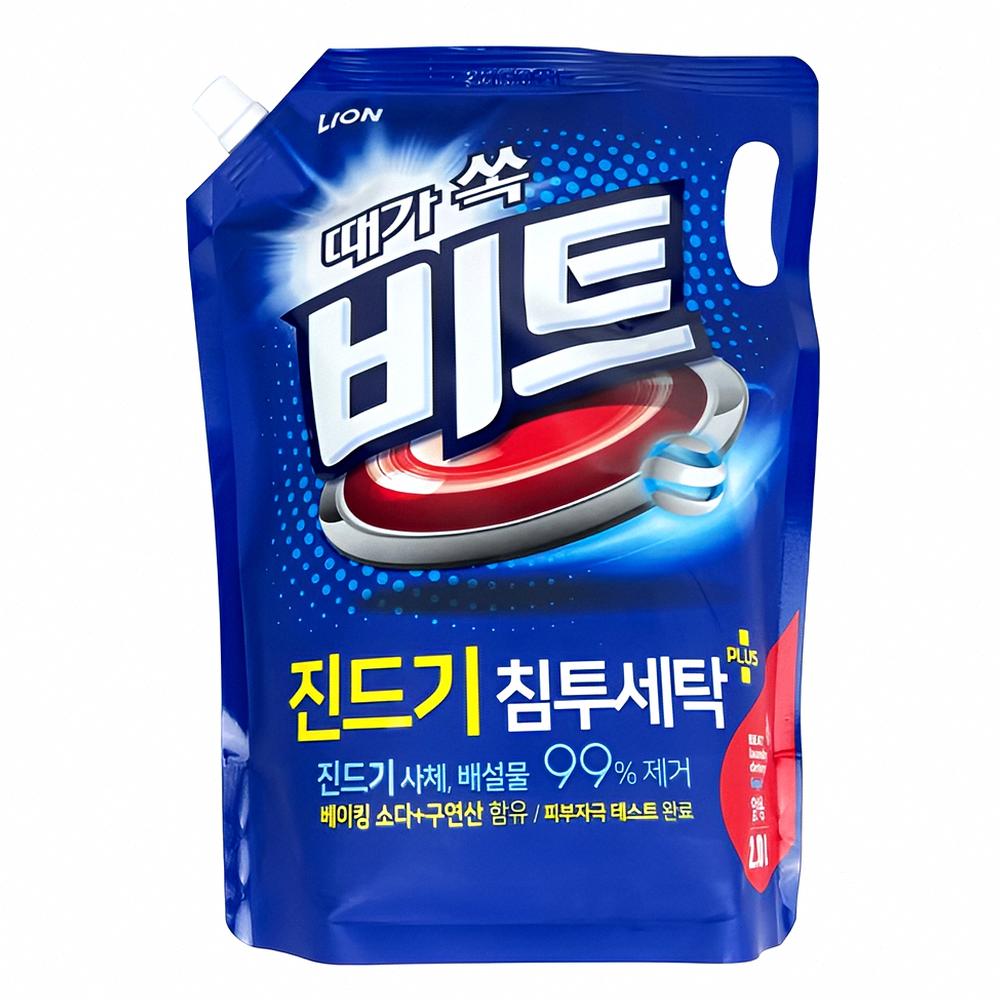 LION
때가 쏙
비트
진드기 침투세탁 PLUS
진드기 사체, 배설물 99% 제거
베이킹 소다+구연산 함유 / 피부자극 테스트 완료